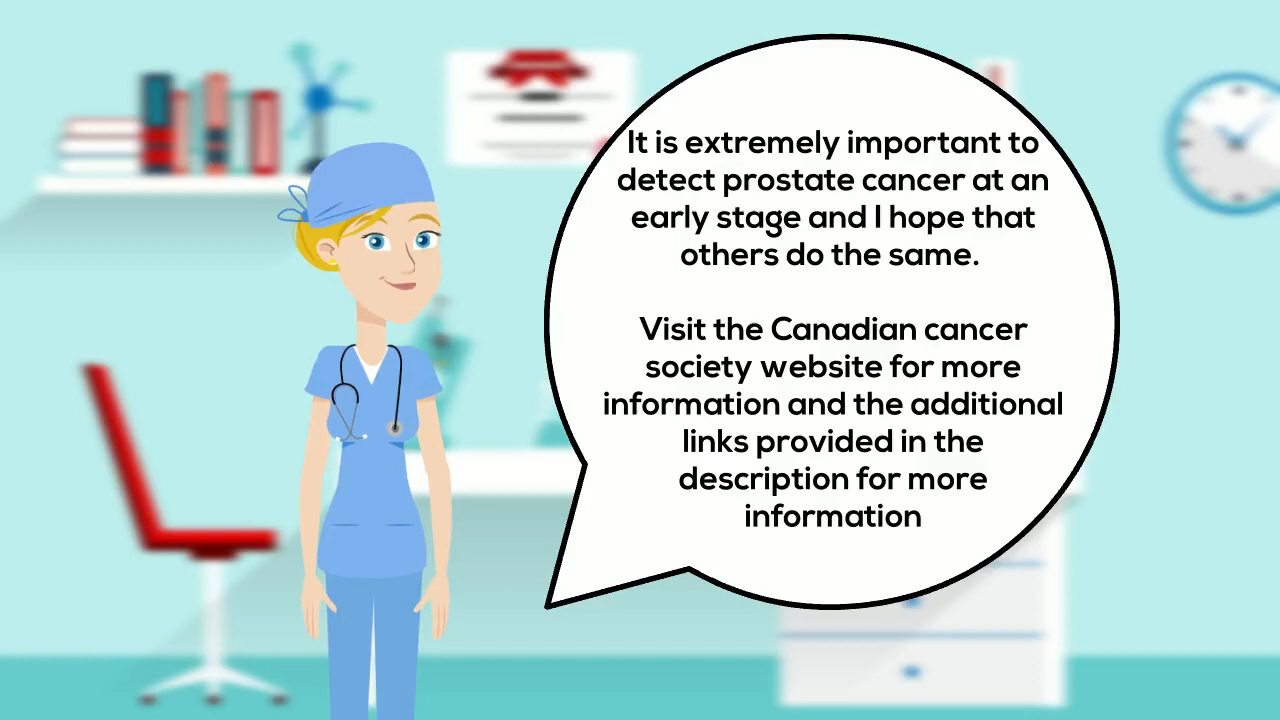 It is extremely important to
detect prostate cancer at an
early stage and I hope that
others do the same.
Visit the Canadian cancer
society website for more
information and the additional
links provided in the
description for more
information